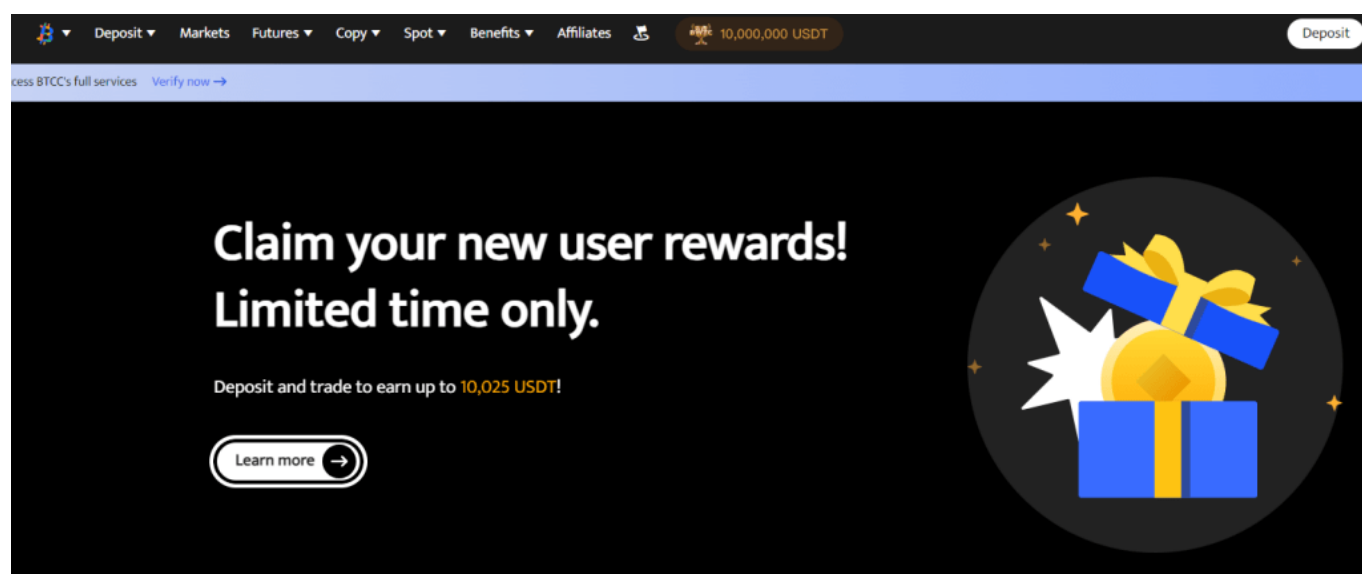 Deposit Markets Futures Copy Spot Benefits Affiliates 10,000,000 USDT Deposit
cess BTCC's full services Verify now →
Claim your new user rewards!
Limited time only.
Deposit and trade to earn up to 10,025 USDT!
Learn more →